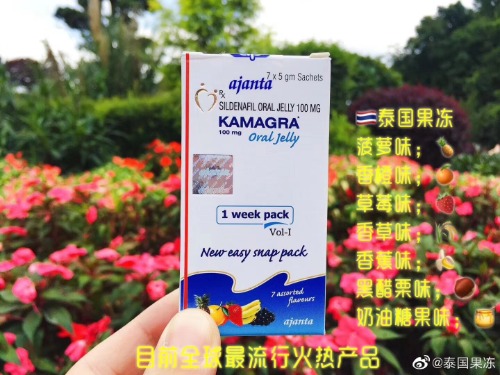 ajanta
7 x 5 gm Sachets
Rx
SILDENAFIL ORAL JELLY 100 MG
KAMAGRA
100 mg
Oral Jelly
1 week pack
Vol-I
New easy snap pack
7 assorted
flavours
ajanta
泰国果冻
菠萝味；
香橙味；
草莓味；
香草味；
香蕉味；
黑醋栗味；
奶油糖果味；
目前全球最流行火热产品
@泰国果冻